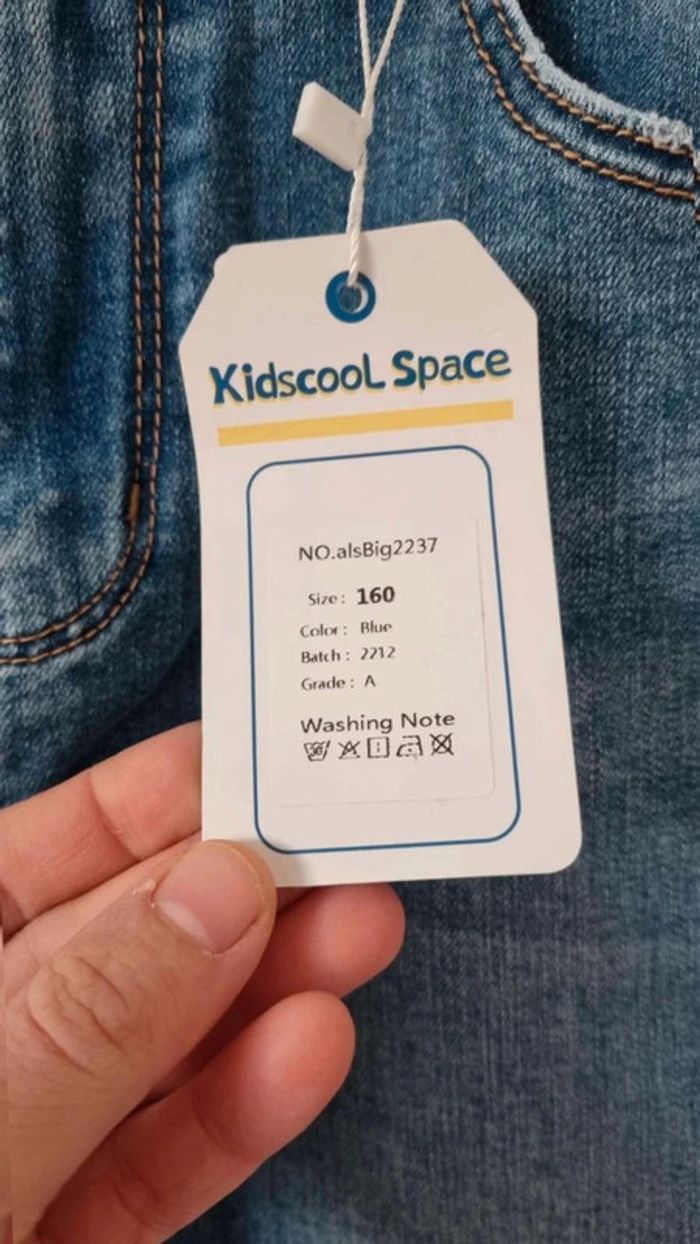 KidscooL Space
NO.alsBig2237
Size: 160
Color: Blue
Batch: 2212
Grade: A
Washing Note